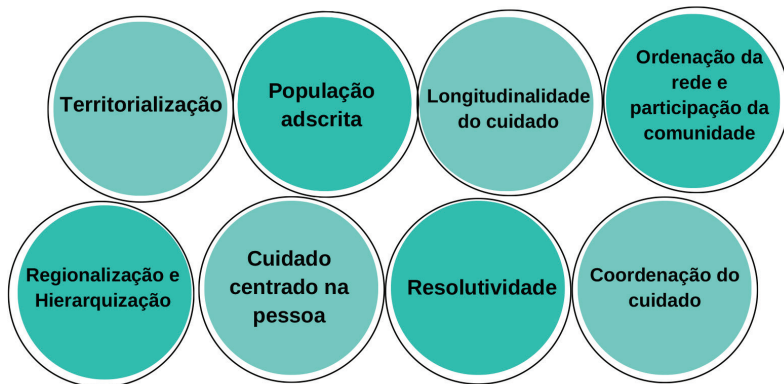 Territorialização
População
adscrita
Longitudinalidade
do cuidado
Ordenação da
rede e
participação da
comunidade
Regionalização e
Hierarquização
Cuidado
centrado na
pessoa
Resolutividade
Coordenação do
cuidado